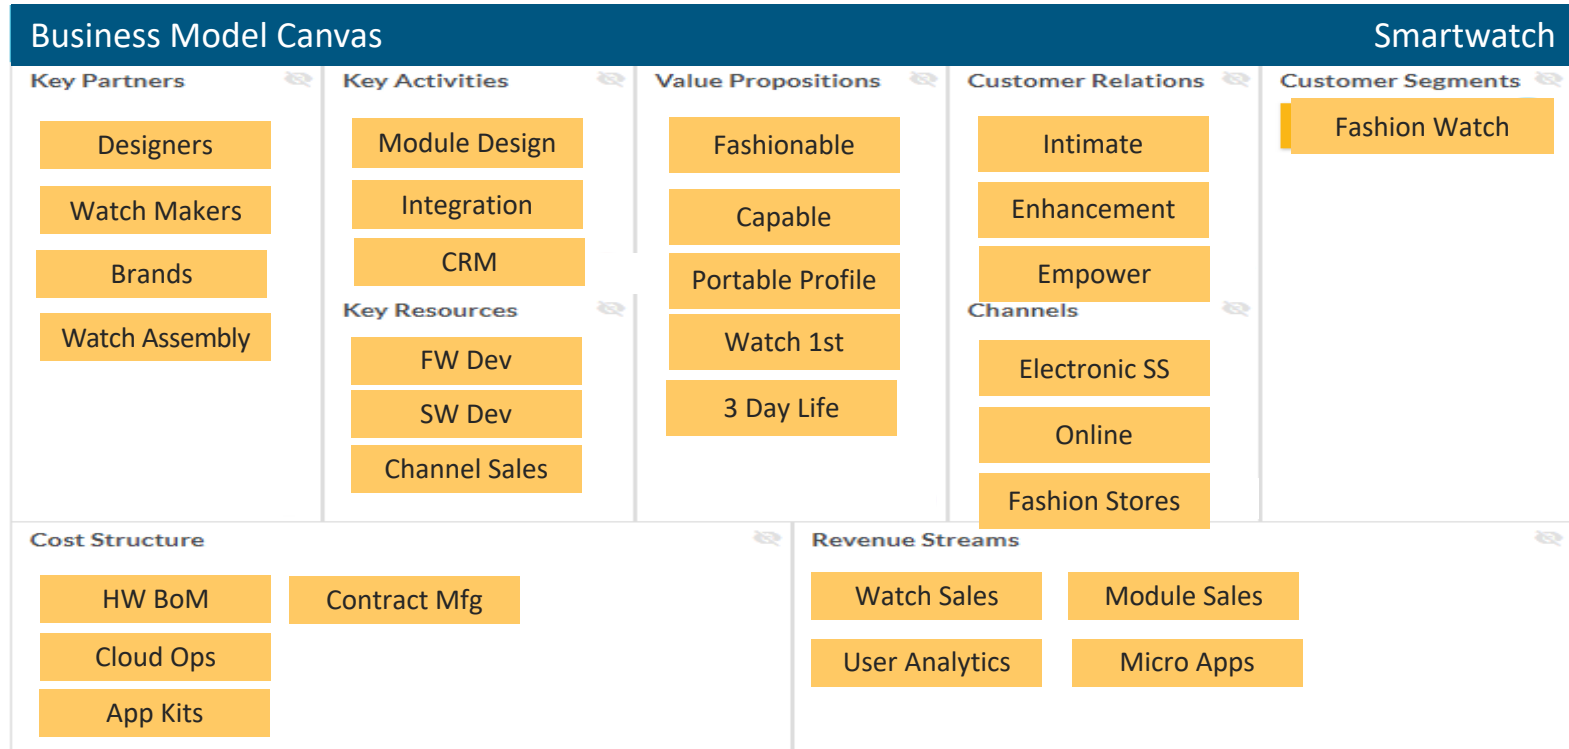 Business Model Canvas
Smartwatch
Key Partners
Designers
Watch Makers
Brands
Watch Assembly
Key Activities
Module Design
Integration
CRM
Key Resources
FW Dev
SW Dev
Channel Sales
Value Propositions
Fashionable
Capable
Portable Profile
Watch 1st
3 Day Life
Customer Relations
Intimate
Enhancement
Empower
Channels
Electronic SS
Online
Fashion Stores
Customer Segments
Fashion Watch
Cost Structure
HW BoM
Contract Mfg
Cloud Ops
App Kits
Revenue Streams
Watch Sales
Module Sales
User Analytics
Micro Apps